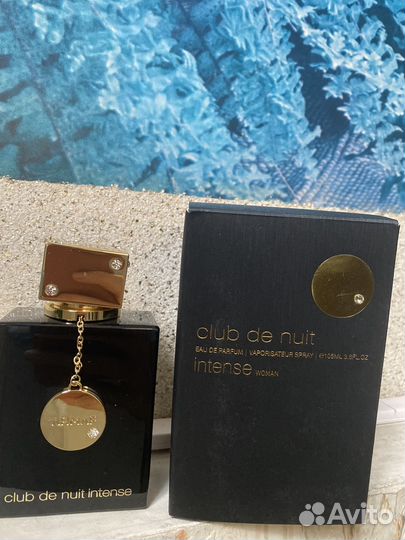 club de nuit
EAU DE PARFUM | VAPORISATEUR SPRAY | ℮105ML 3.6FL.OZ
intense WOMAN
ARMAF
club de nuit intense
Avito